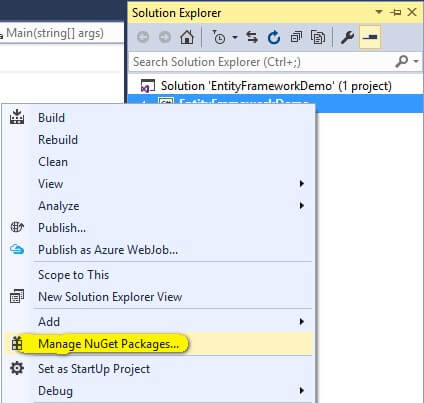 Solution Explorer
Main(string[] args)
Search Solution Explorer (Ctrl+;)
Solution 'EntityFrameworkDemo' (1 project)
EntityFrameworkDemo
Build
Rebuild
Clean
View
Analyze
Publish...
Publish as Azure WebJob...
Scope to This
New Solution Explorer View
Add
Manage NuGet Packages...
Set as StartUp Project
Debug